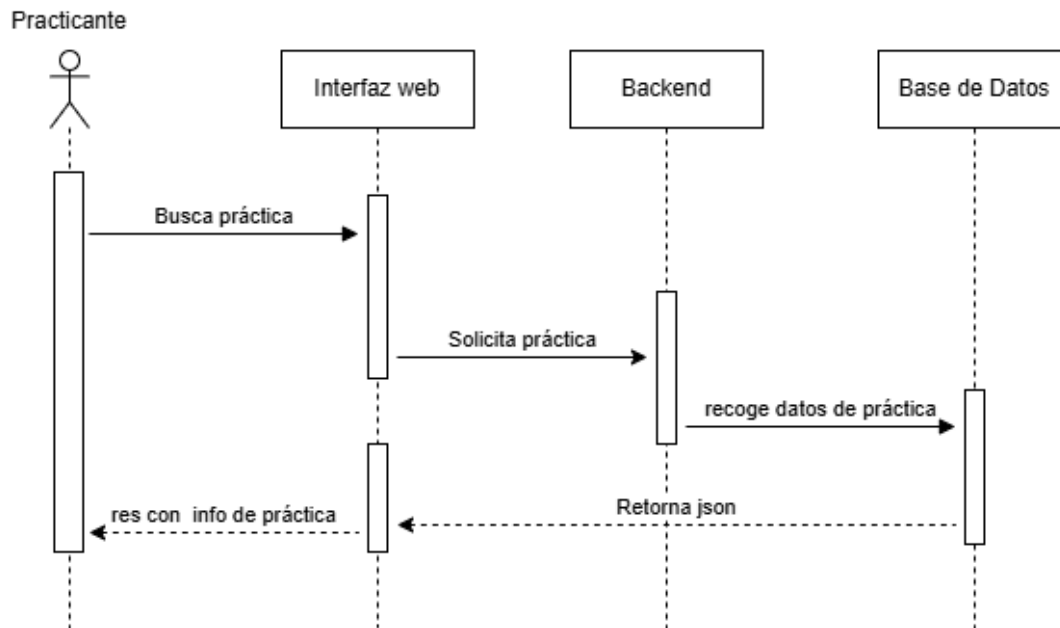 Practicante
Interfaz web
Backend
Base de Datos
Busca práctica
Solicita práctica
recoge datos de práctica
Retorna json
res con  info de práctica